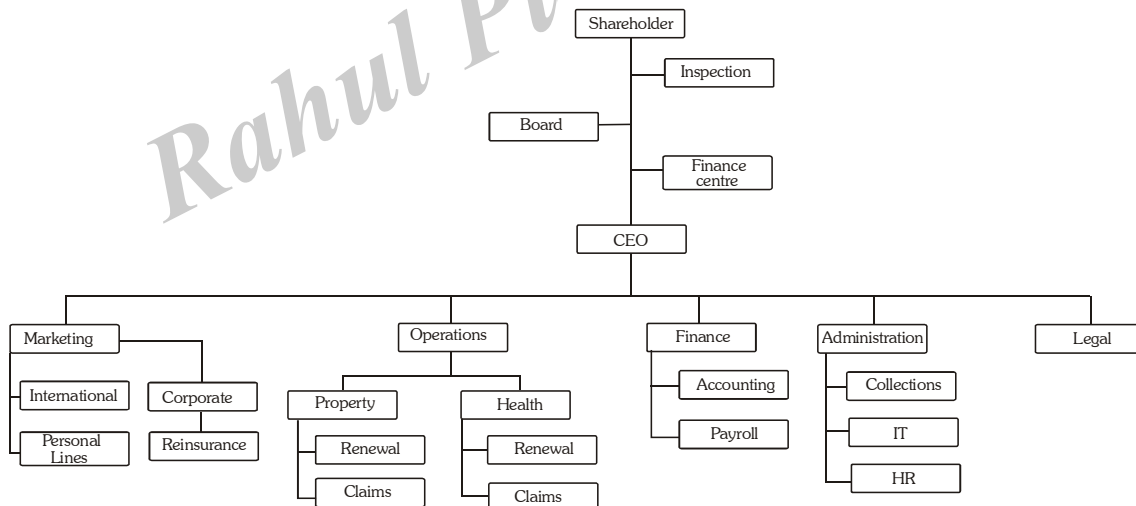 Rahul
Shareholder
Inspection
Board
Finance
centre
CEO
Marketing
Operations
Finance
Administration
Legal
International
Corporate
Personal
Lines
Reinsurance
Property
Health
Renewal
Claims
Renewal
Claims
Accounting
Payroll
Collections
IT
HR